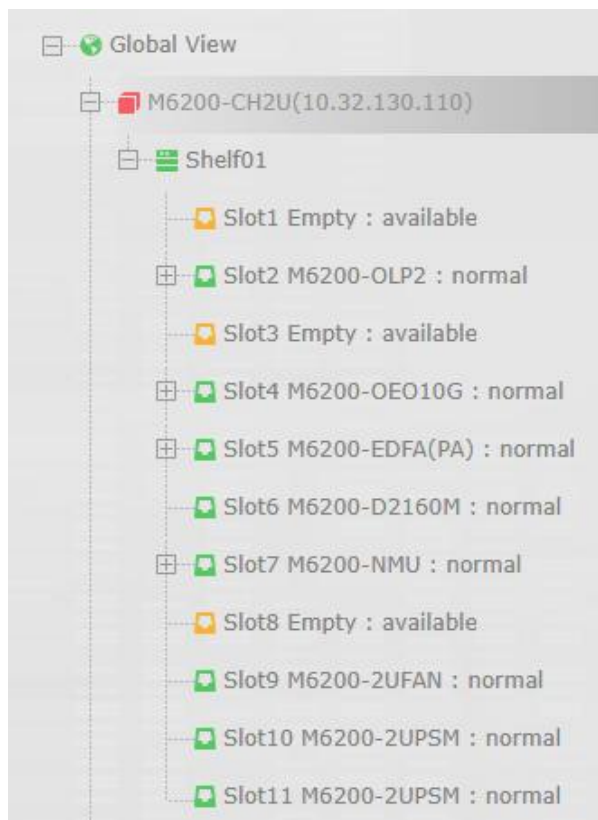 Global View
M6200-CH2U(10.32.130.110)
Shelf01
Slot1 Empty : available
Slot2 M6200-OLP2 : normal
Slot3 Empty : available
Slot4 M6200-OEO10G : normal
Slot5 M6200-EDFA(PA) : normal
Slot6 M6200-D2160M : normal
Slot7 M6200-NMU : normal
Slot8 Empty : available
Slot9 M6200-2UFAN : normal
Slot10 M6200-2UPSM : normal
Slot11 M6200-2UPSM : normal